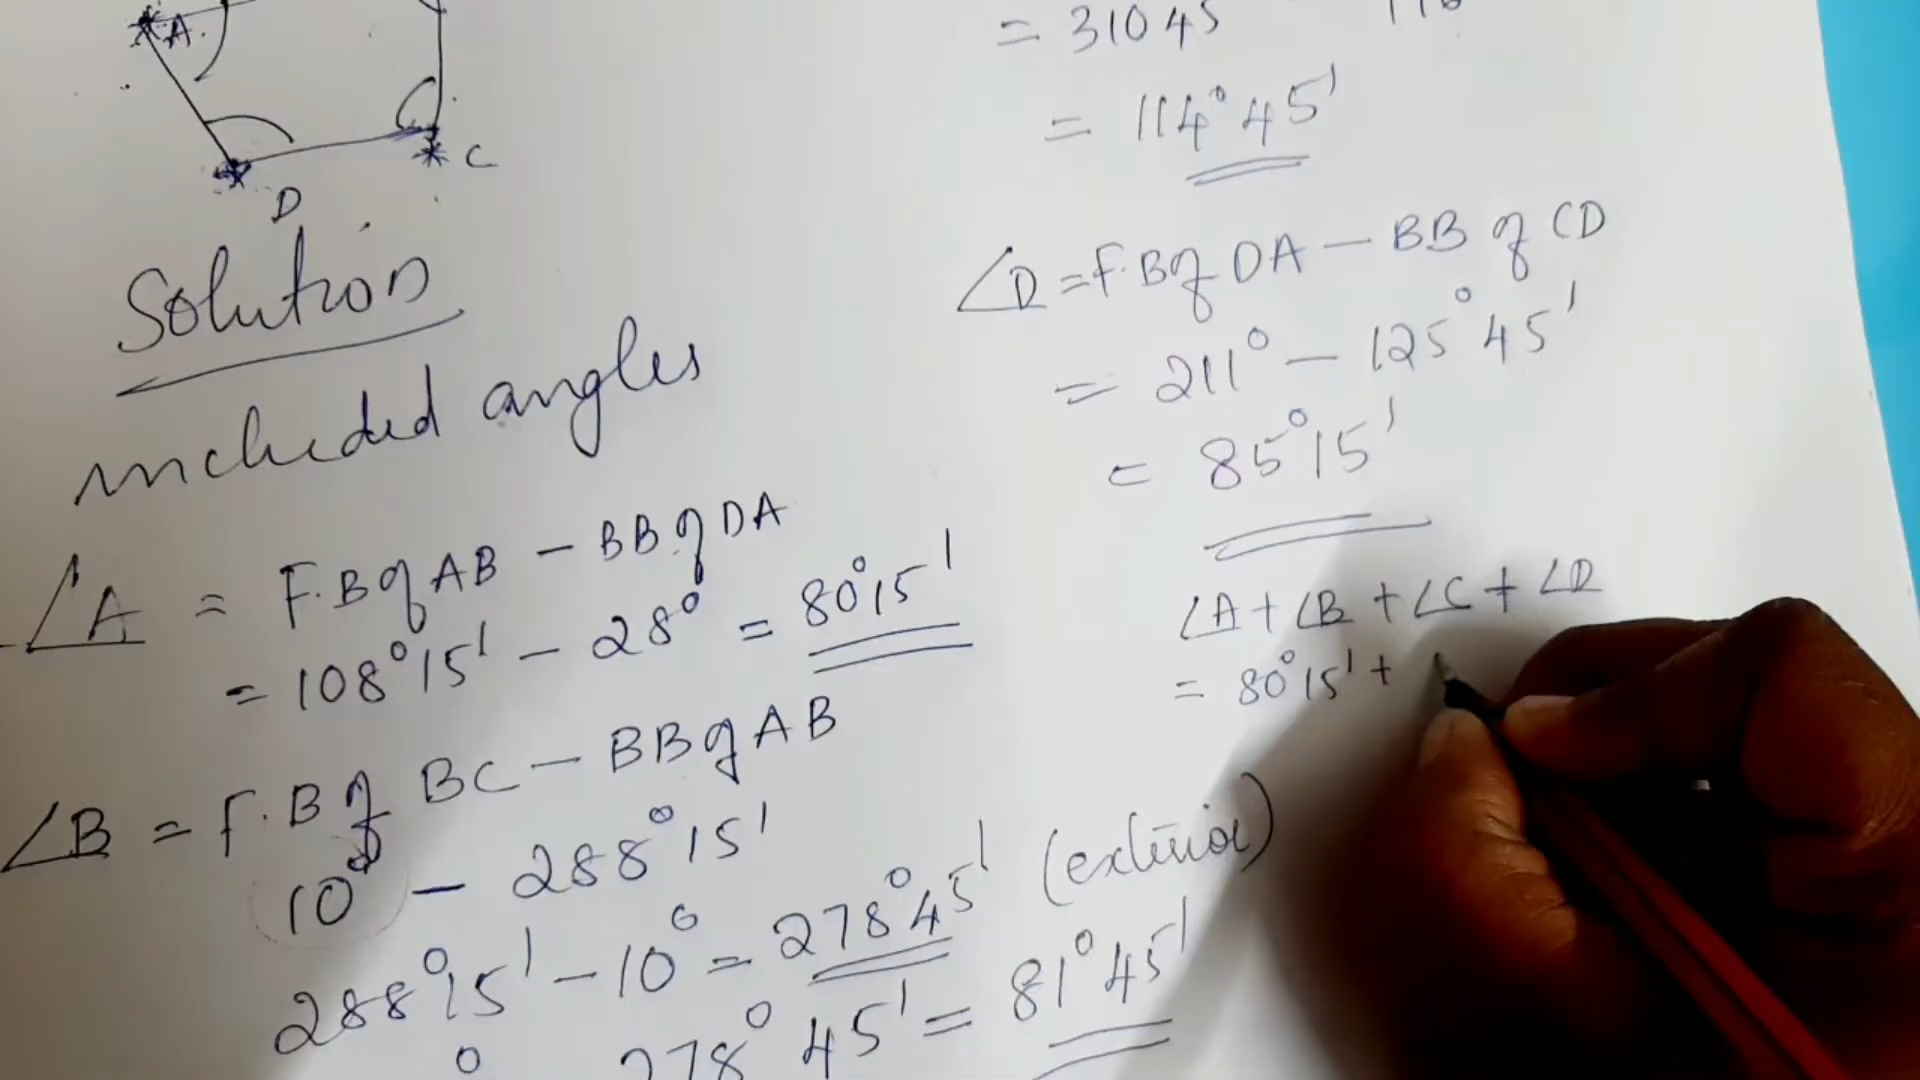 A.
C
D
Solution
included angles
∠A = F.B of AB - BB of DA
= 108°15' - 28° = 80°15'
∠B = F.B of BC - BB of AB
10° - 288°15'
288°15' - 10° = 278°45' (exterior)
278°45' = 81°45'
= 310 45
= 114°45'
∠D = F.B of DA - BB of CD
= 211° - 125°45'
= 85°15'
∠A + ∠B + ∠C + ∠D
= 80°15' +